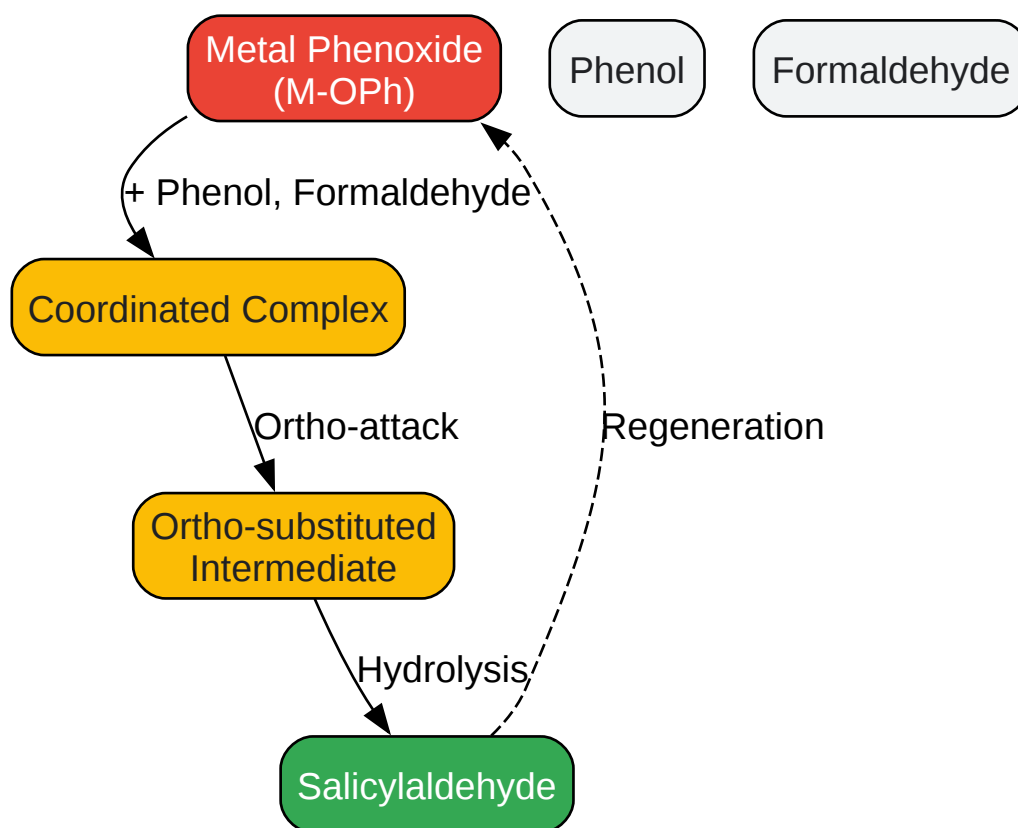 Metal Phenoxide
(M-OPh)
Phenol
Formaldehyde
+ Phenol, Formaldehyde
Coordinated Complex
Ortho-attack
Regeneration
Ortho-substituted
Intermediate
Hydrolysis
Salicylaldehyde